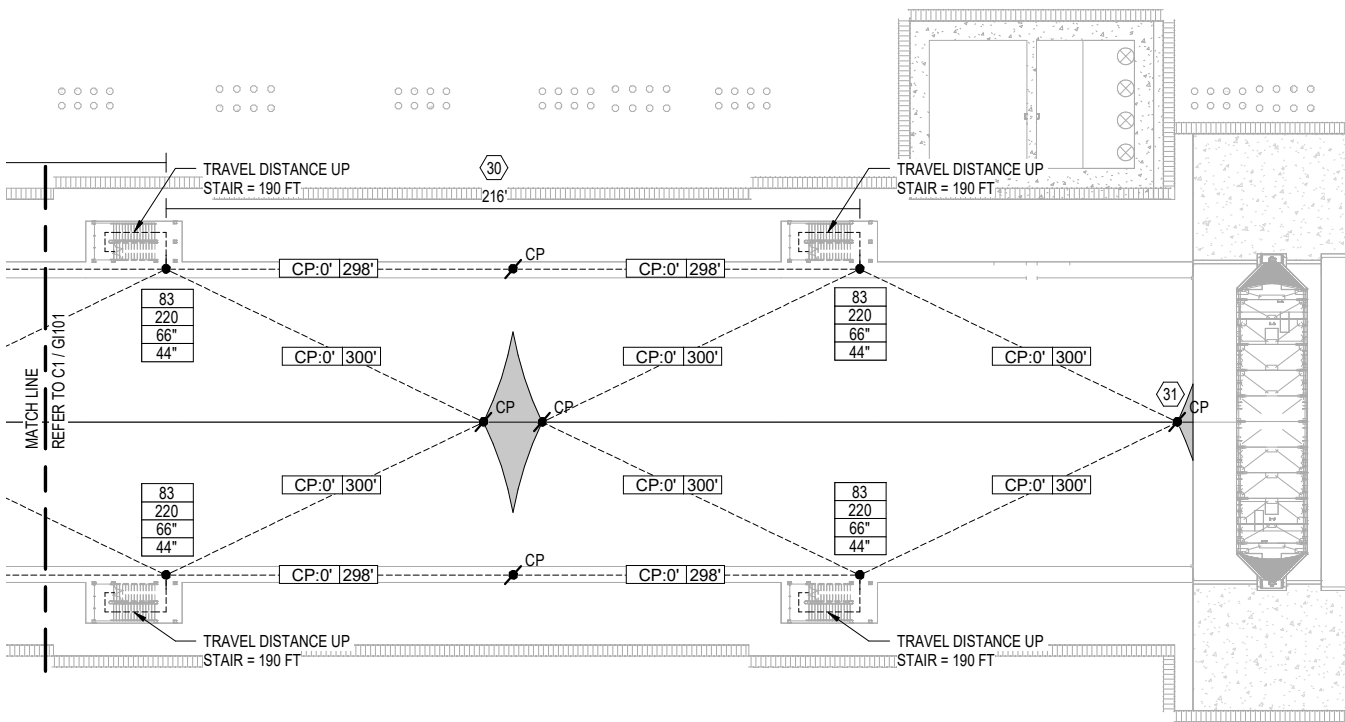 TRAVEL DISTANCE UP
STAIR = 190 FT
30
216'
TRAVEL DISTANCE UP
STAIR = 190 FT
CP
CP:0' 298'
CP:0' 298'
83
220
66"
44"
83
220
66"
44"
MATCH LINE
REFER TO C1 / GI101
CP:0' 300'
CP:0' 300'
CP:0' 300'
31
CP
CP
CP
CP:0' 300'
CP:0' 300'
CP:0' 300'
83
220
66"
44"
83
220
66"
44"
CP
CP:0' 298'
CP:0' 298'
TRAVEL DISTANCE UP
STAIR = 190 FT
TRAVEL DISTANCE UP
STAIR = 190 FT